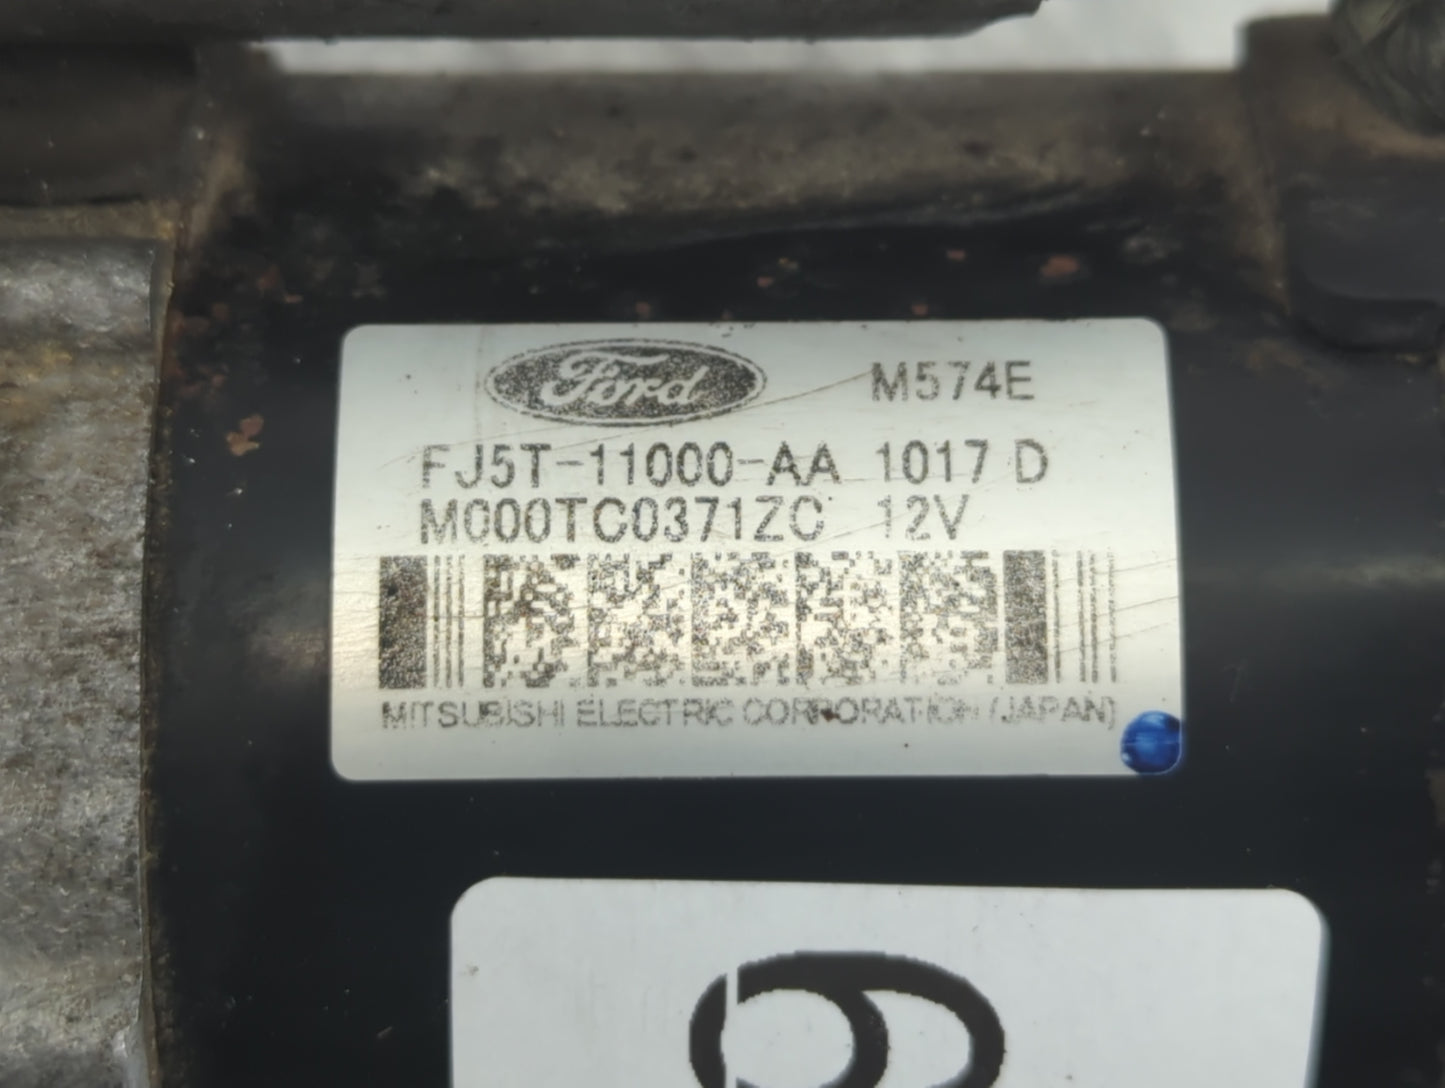 Ford M574E
FJ5T-11000-AA 1017 D
M000TC0371ZC 12V
MITSUBISHI ELECTRIC CORPORATION (JAPAN)